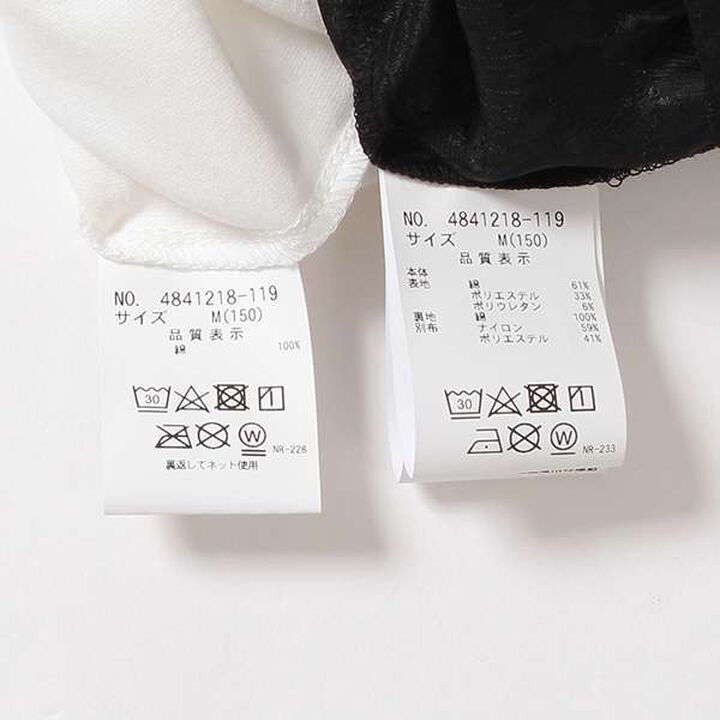 NO. 4841218-119
サイズ M(150)
品質表示
綿 100%
30
W
NR-228
裏返してネット使用
NO. 4841218-119
サイズ M(150)
品質表示
本体
表地 綿 61%
ポリエステル 33%
ポリウレタン 6%
裏地 綿 100%
別布 ナイロン 59%
ポリエステル 41%
30
W
NR-233